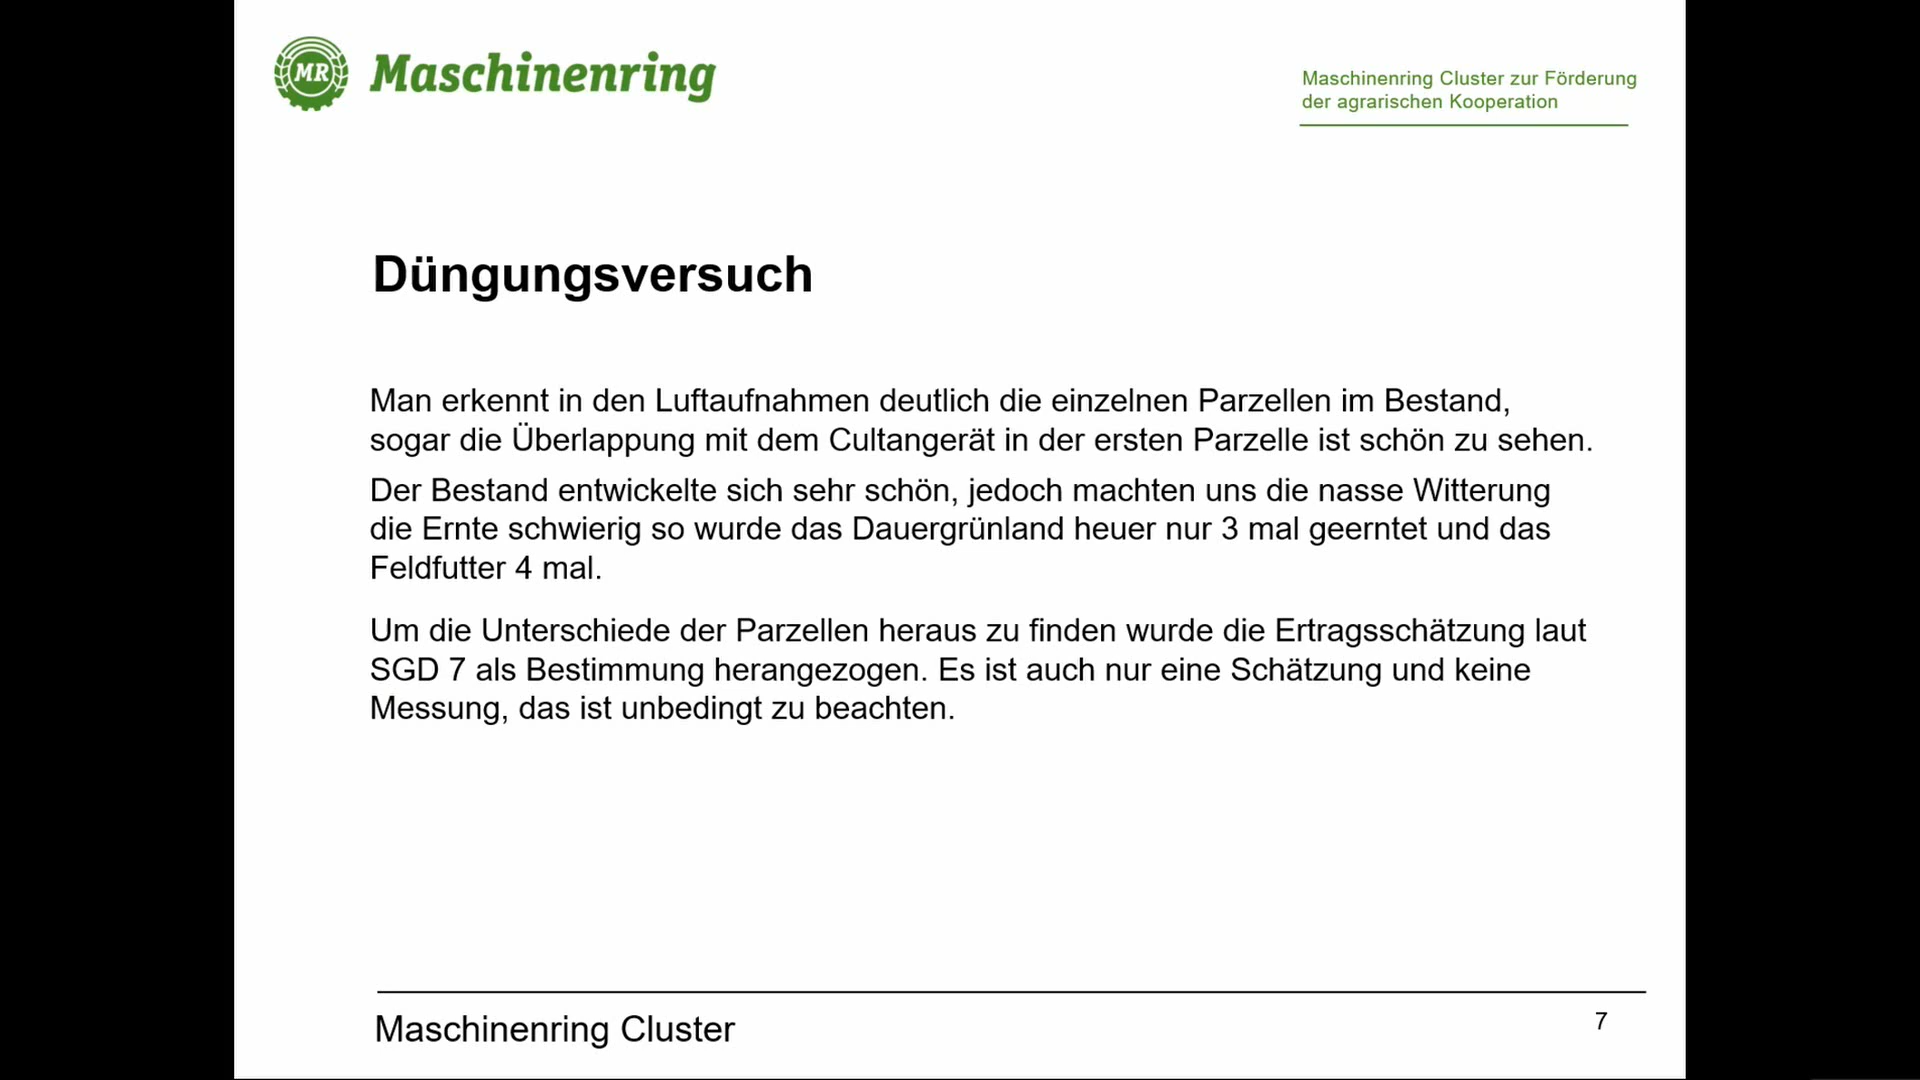 MR Maschinenring
Maschinenring Cluster zur Förderung
der agrarischen Kooperation
Düngungsversuch
Man erkennt in den Luftaufnahmen deutlich die einzelnen Parzellen im Bestand,
sogar die Überlappung mit dem Cultangerät in der ersten Parzelle ist schön zu sehen.
Der Bestand entwickelte sich sehr schön, jedoch machten uns die nasse Witterung
die Ernte schwierig so wurde das Dauergrünland heuer nur 3 mal geerntet und das
Feldfutter 4 mal.
Um die Unterschiede der Parzellen heraus zu finden wurde die Ertragsschätzung laut
SGD 7 als Bestimmung herangezogen. Es ist auch nur eine Schätzung und keine
Messung, das ist unbedingt zu beachten.
Maschinenring Cluster
7